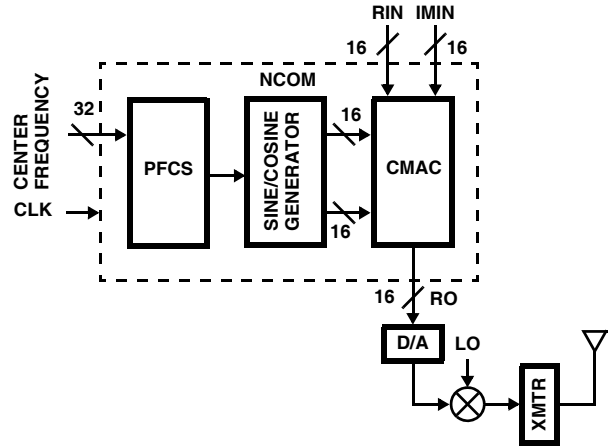 RIN
IMIN
16
16
NCOM
CENTER
FREQUENCY
32
CLK
PFCS
SINE/COSINE
GENERATOR
16
16
CMAC
16
RO
D/A
LO
XMTR